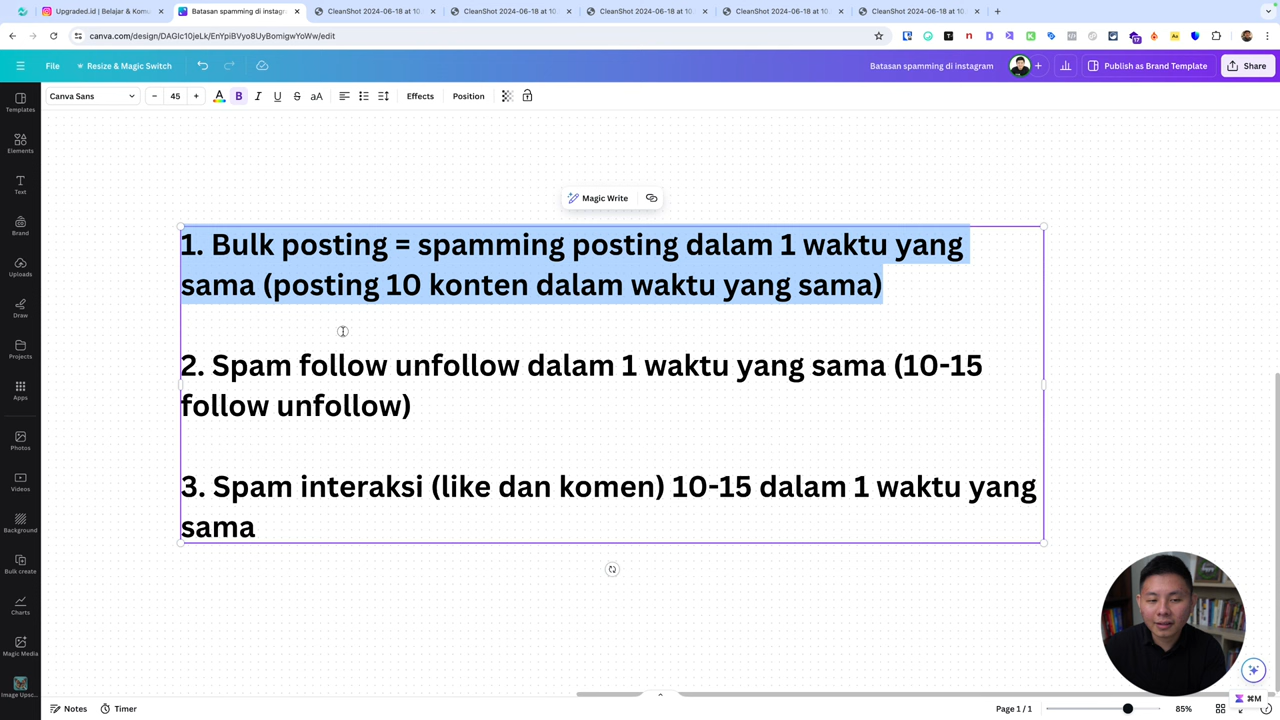 Upgraded.id | Belajar & Komu
Batasan spamming di instagra
CleanShot 2024-06-18 at 10
CleanShot 2024-06-18 at 10
CleanShot 2024-06-18 at 10
CleanShot 2024-06-18 at 10
CleanShot 2024-06-18 at 10
canva.com/design/DAGIc10jeLk/EnYpiBVyo8UyBomigwYoWw/edit
File
Resize & Magic Switch
Batasan spamming di instagram
Publish as Brand Template
Share
Canva Sans
– 45 +
A B I U S aA
Effects
Position
Templates
Elements
Text
Brand
Uploads
Draw
Projects
Apps
Photos
Videos
Background
Bulk create
Charts
Magic Media
Image Upsc...
Magic Write
1. Bulk posting = spamming posting dalam 1 waktu yang
sama (posting 10 konten dalam waktu yang sama)
2. Spam follow unfollow dalam 1 waktu yang sama (10-15
follow unfollow)
3. Spam interaksi (like dan komen) 10-15 dalam 1 waktu yang
sama
Notes
Timer
Page 1 / 1
85%
⌘M